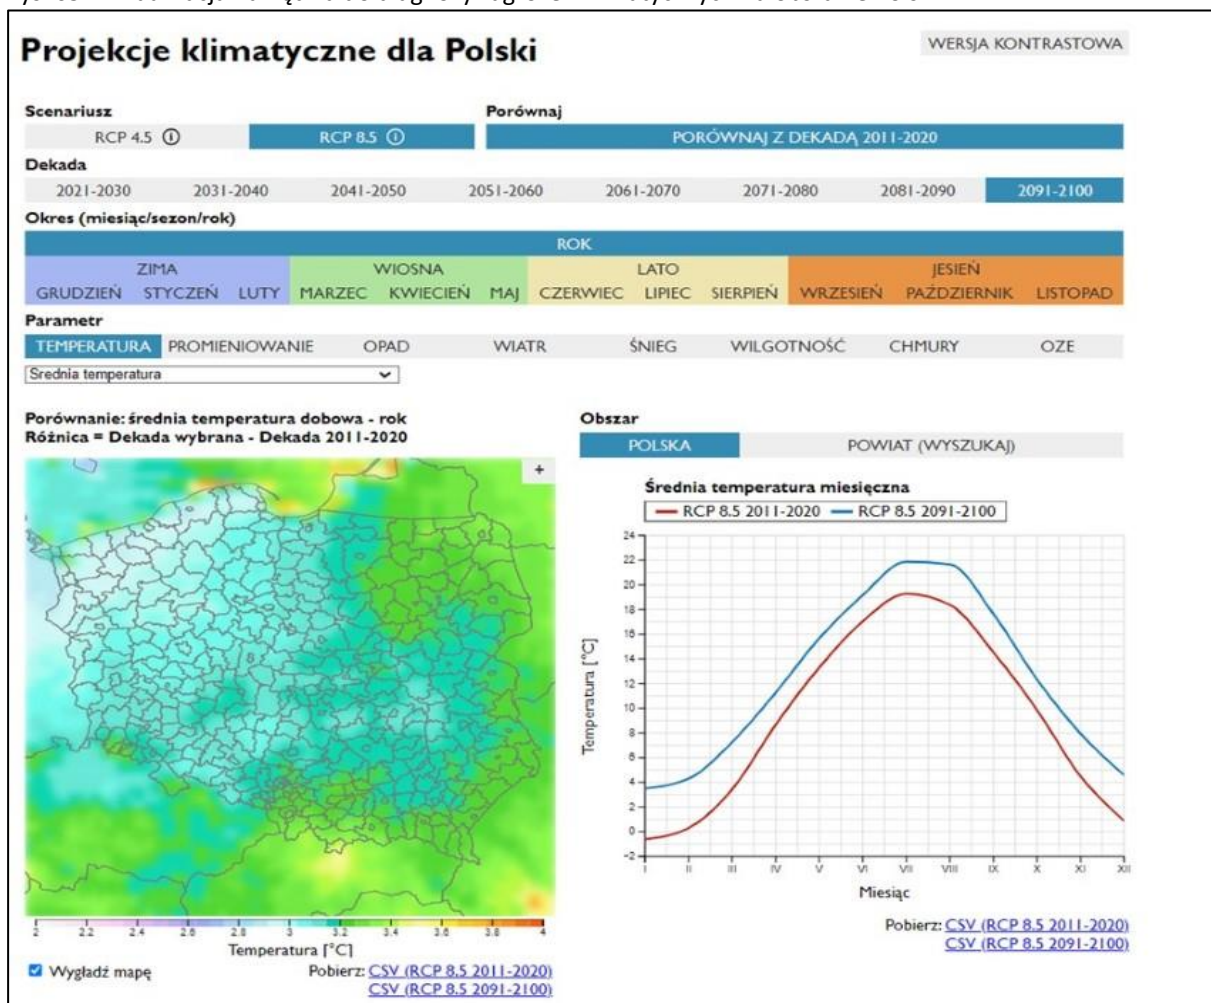 Projekcje klimatyczne dla Polski
WERSJA KONTRASTOWA
Scenariusz
Porównaj
RCP 4.5
RCP 8.5
PORÓWNAJ Z DEKADĄ 2011-2020
Dekada
2021-2030 2031-2040 2041-2050 2051-2060 2061-2070 2071-2080 2081-2090 2091-2100
Okres (miesiąc/sezon/rok)
ROK
ZIMA WIOSNA LATO JESIEŃ
GRUDZIEŃ STYCZEŃ LUTY MARZEC KWIECIEŃ MAJ CZERWIEC LIPIEC SIERPIEŃ WRZESIEŃ PAŹDZIERNIK LISTOPAD
Parametr
TEMPERATURA PROMIENIOWANIE OPAD WIATR ŚNIEG WILGOTNOŚĆ CHMURY OZE
Średnia temperatura
Porównanie: średnia temperatura dobowa - rok
Różnica = Dekada wybrana - Dekada 2011-2020
+
2 2.2 2.4 2.6 2.8 3 3.2 3.4 3.6 3.8 4
Temperatura [°C]
Wygładź mapę
Pobierz: CSV (RCP 8.5 2011-2020)
CSV (RCP 8.5 2091-2100)
Obszar
POLSKA POWIAT (WYSZUKAJ)
Średnia temperatura miesięczna
RCP 8.5 2011-2020 RCP 8.5 2091-2100
24
22
20
18
16
14
12
10
8
6
4
2
0
-2
Temperatura [°C]
I II III IV V VI VII VIII IX X XI XII
Miesiąc
Pobierz: CSV (RCP 8.5 2011-2020)
CSV (RCP 8.5 2091-2100)